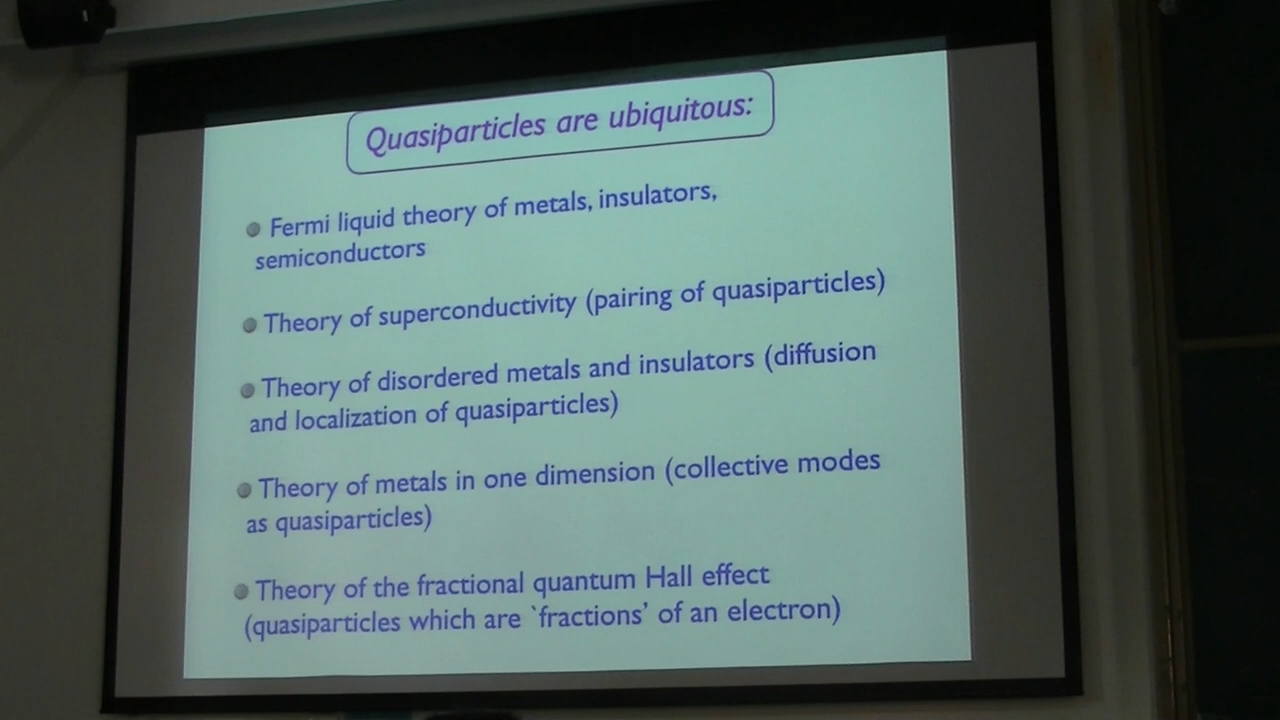 Quasiparticles are ubiquitous:
Fermi liquid theory of metals, insulators,
semiconductors
Theory of superconductivity (pairing of quasiparticles)
Theory of disordered metals and insulators (diffusion
and localization of quasiparticles)
Theory of metals in one dimension (collective modes
as quasiparticles)
Theory of the fractional quantum Hall effect
(quasiparticles which are `fractions’ of an electron)